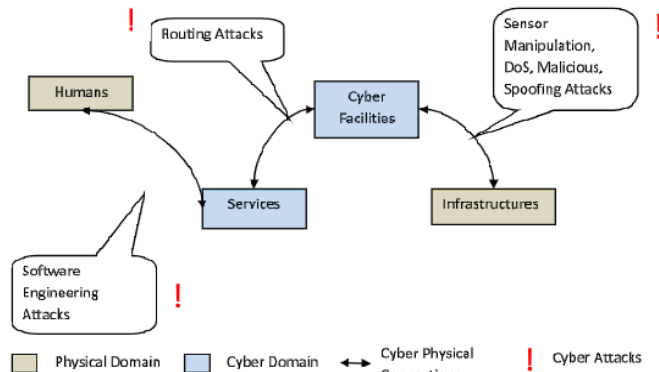 Routing Attacks
Sensor
Manipulation,
DoS, Malicious,
Spoofing Attacks
Humans
Cyber
Facilities
Services
Infrastructures
Software
Engineering
Attacks
Physical Domain
Cyber Domain
Cyber Physical
Cyber Attacks